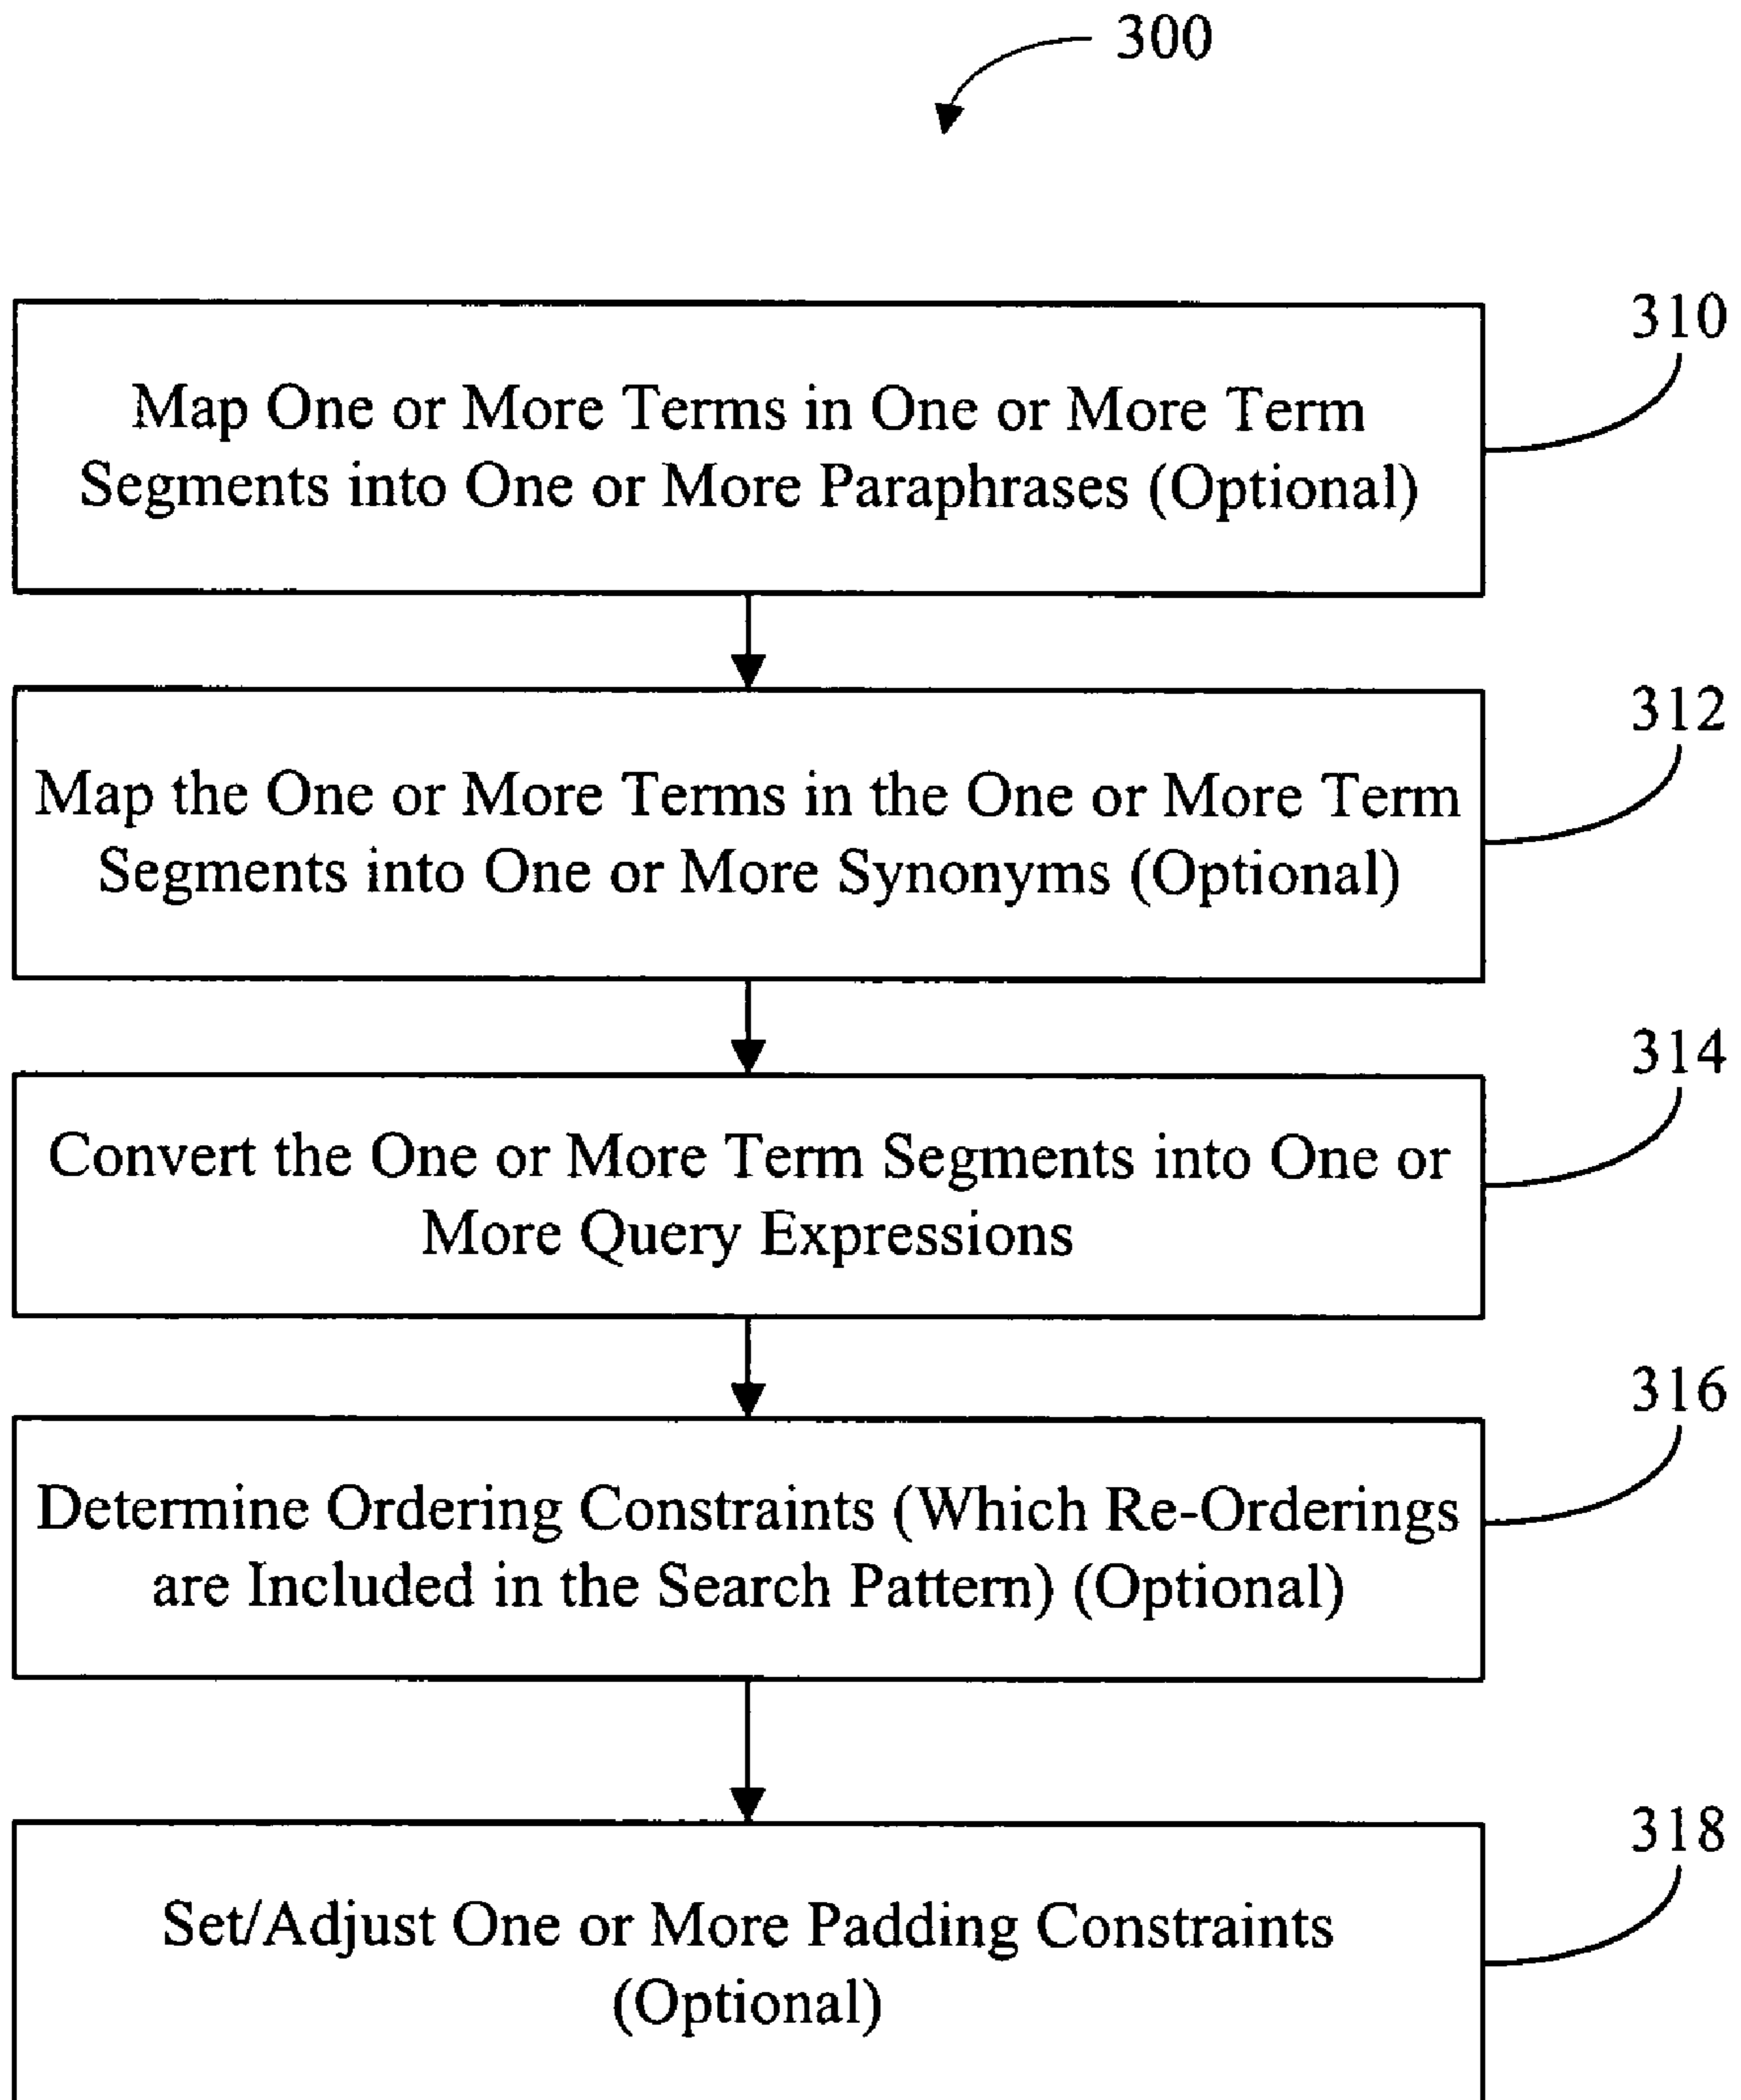 300
310
Map One or More Terms in One or More Term
Segments into One or More Paraphrases (Optional)
312
Map the One or More Terms in the One or More Term
Segments into One or More Synonyms (Optional)
314
Convert the One or More Term Segments into One or
More Query Expressions
316
Determine Ordering Constraints (Which Re-Orderings
are Included in the Search Pattern) (Optional)
318
Set/Adjust One or More Padding Constraints
(Optional)